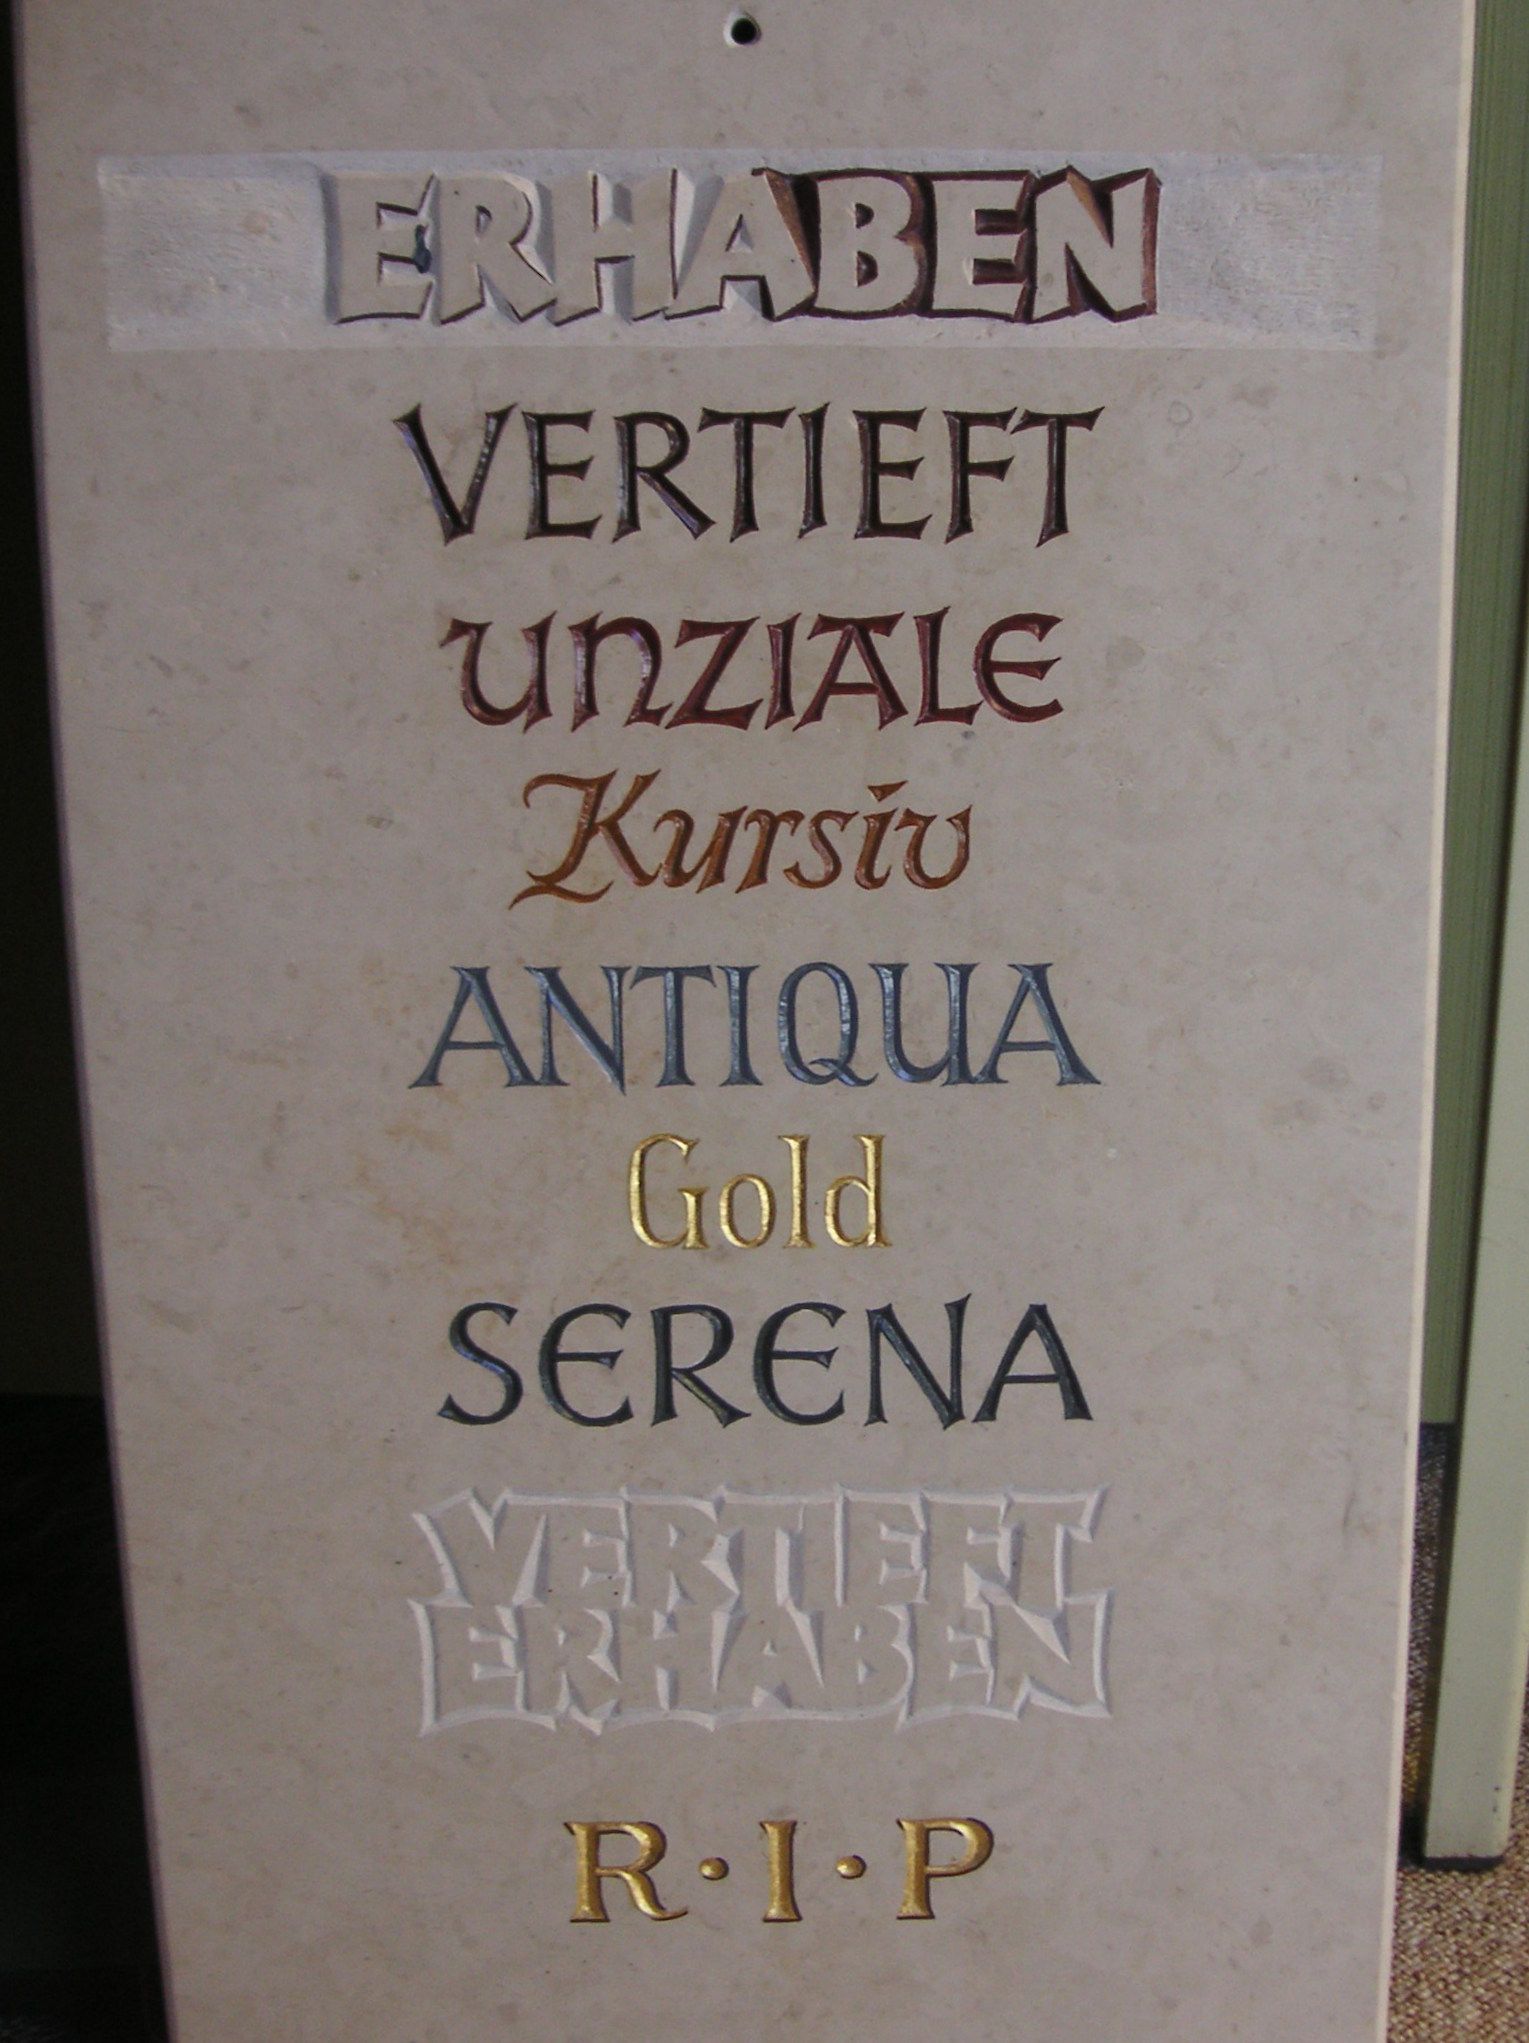 ERHABEN
VERTIEFT
UNZIALE
Kursiv
ANTIQUA
Gold
SERENA
VERTIEFT
ERHABEN
R·I·P